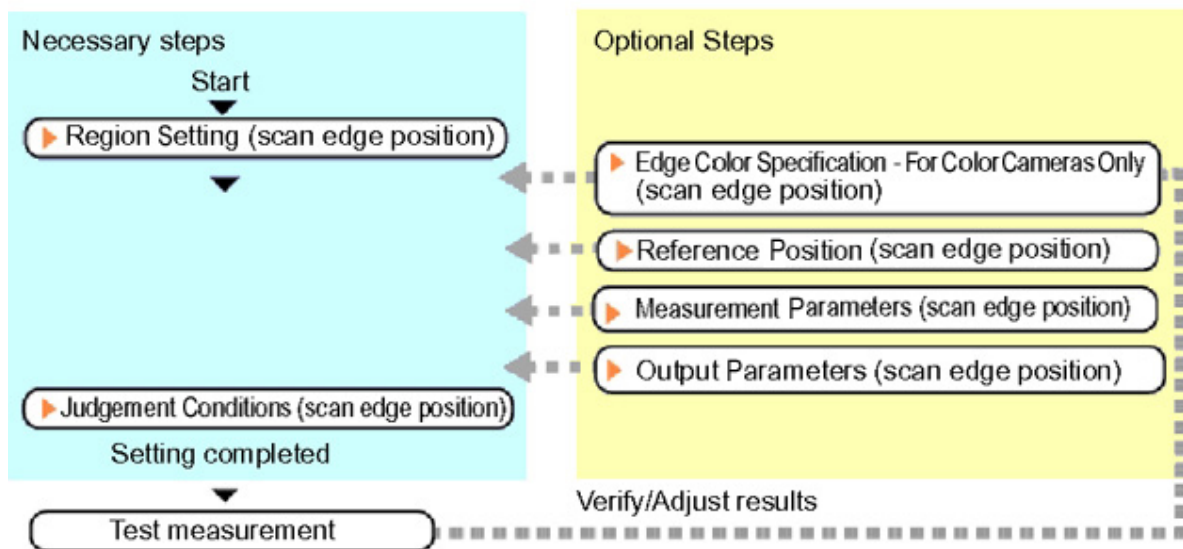 Necessary steps
Start
Region Setting (scan edge position)
Judgement Conditions (scan edge position)
Setting completed
Test measurement
Optional Steps
Edge Color Specification - For Color Cameras Only
(scan edge position)
Reference Position (scan edge position)
Measurement Parameters (scan edge position)
Output Parameters (scan edge position)
Verify/Adjust results